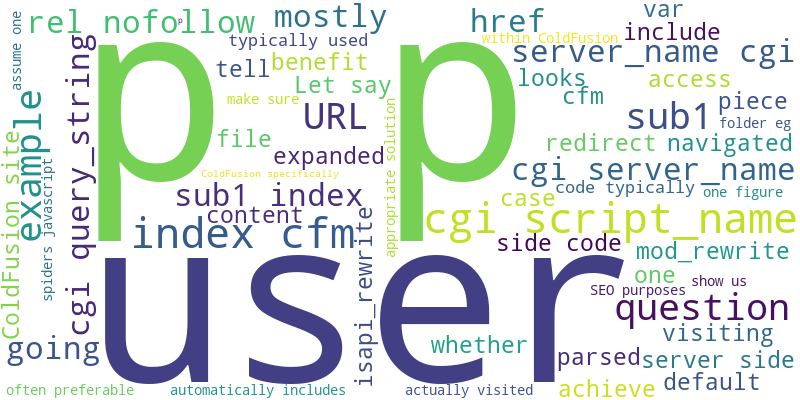 rel nofollow
p
mostly
href
var
assume one
typically used
within ColdFusion
include
server_name cgi
tell
benefit
looks
access
Let say
cfm
make sure
URL
sub1
piece
folder eg
example
cgi query_string
p p
file
appropriate solution
redirect
navigated
expanded
ColdFusion site
ColdFusion specifically
cgi server_name
spiders javascript
sub1 index
code typically
one figure
content
case
cgi script_name
index cfm
isapi_rewrite
side code
mod_rewrite
one
show us
user
SEO purposes
question
going
whether
visiting
parsed
server side
often preferable
automatically includes
actually visited
achieve
default